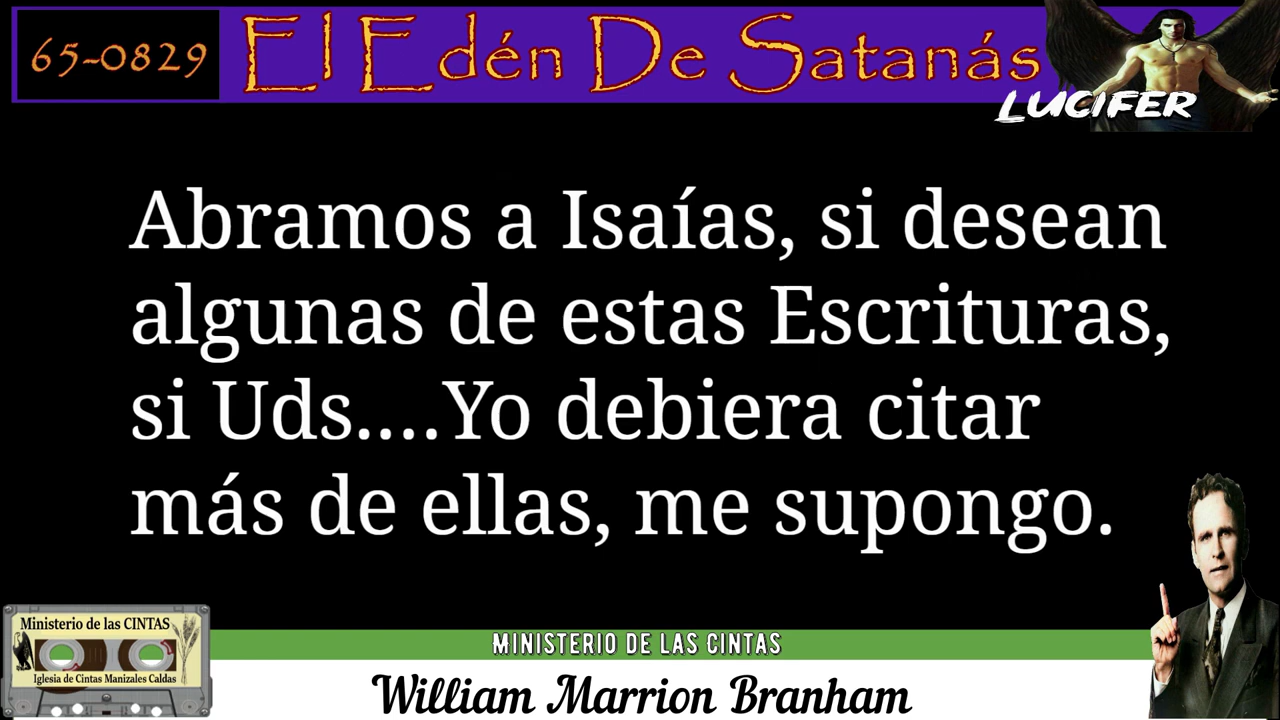 65-0829
El Edén De Satanás
LUCIFER
Abramos a Isaías, si desean
algunas de estas Escrituras,
si Uds....Yo debiera citar
más de ellas, me supongo.
Ministerio de las CINTAS
Iglesia de Cintas Manizales Caldas
MINISTERIO DE LAS CINTAS
William Marrion Branham